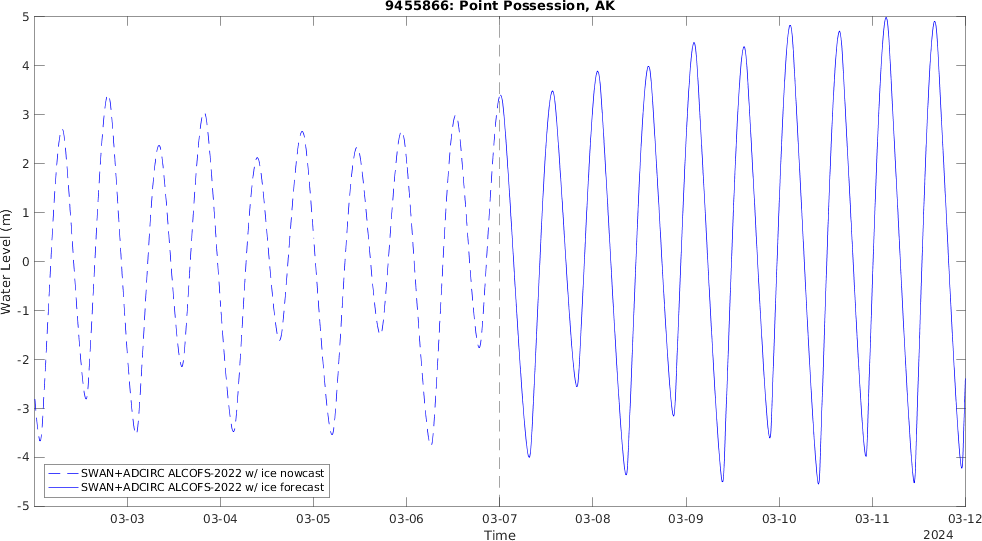 9455866: Point Possession, AK
5
4
3
2
1
0
-1
-2
-3
-4
-5
Water Level (m)
SWAN+ADCIRC ALCOFS-2022 w/ ice nowcast
SWAN+ADCIRC ALCOFS-2022 w/ ice forecast
03-03 03-04 03-05 03-06 03-07 03-08 03-09 03-10 03-11 03-12
Time
2024